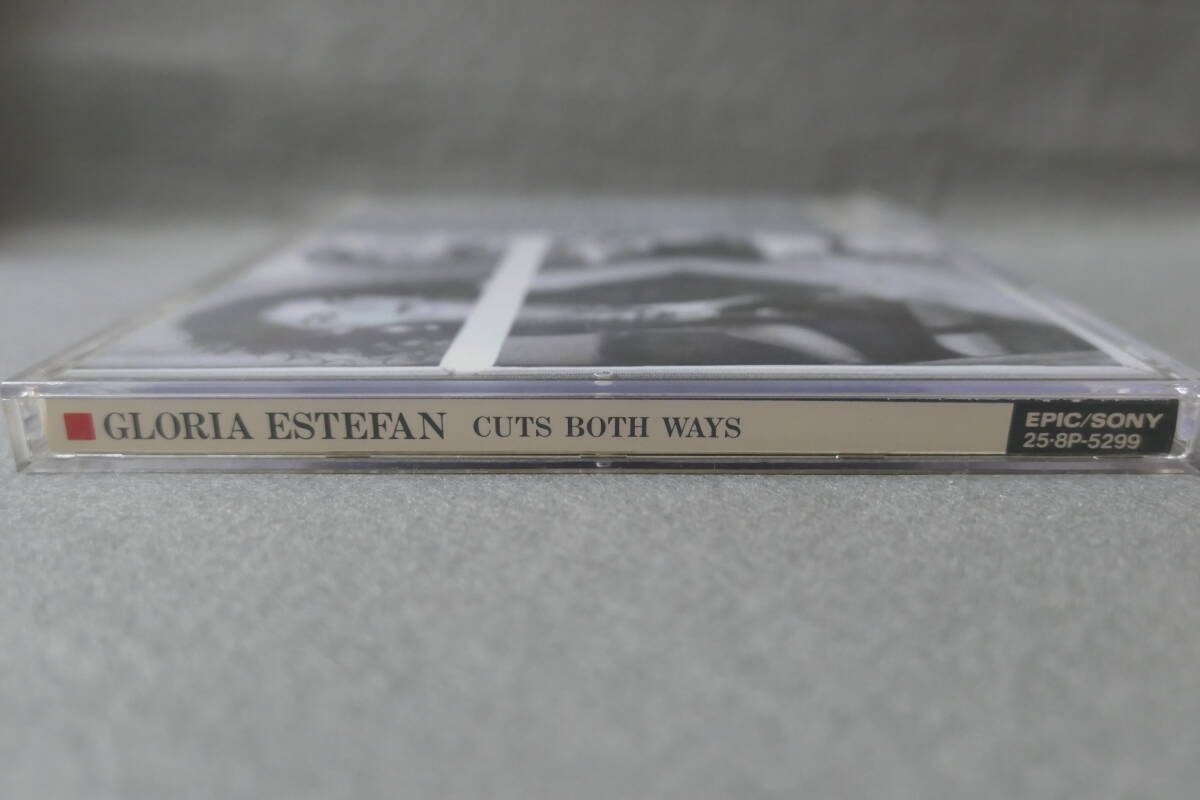 GLORIA ESTEFAN CUTS BOTH WAYS
EPIC/SONY
25·8P-5299